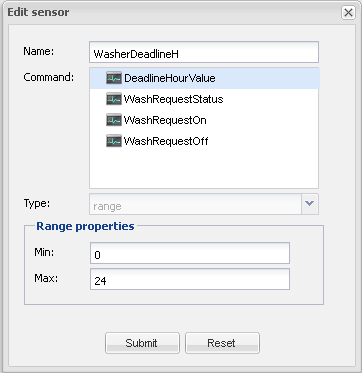 Edit sensor
Name: WasherDeadlineH
Command: DeadlineHourValue
WashRequestStatus
WashRequestOn
WashRequestOff
Type: range
Range properties
Min: 0
Max: 24
Submit Reset